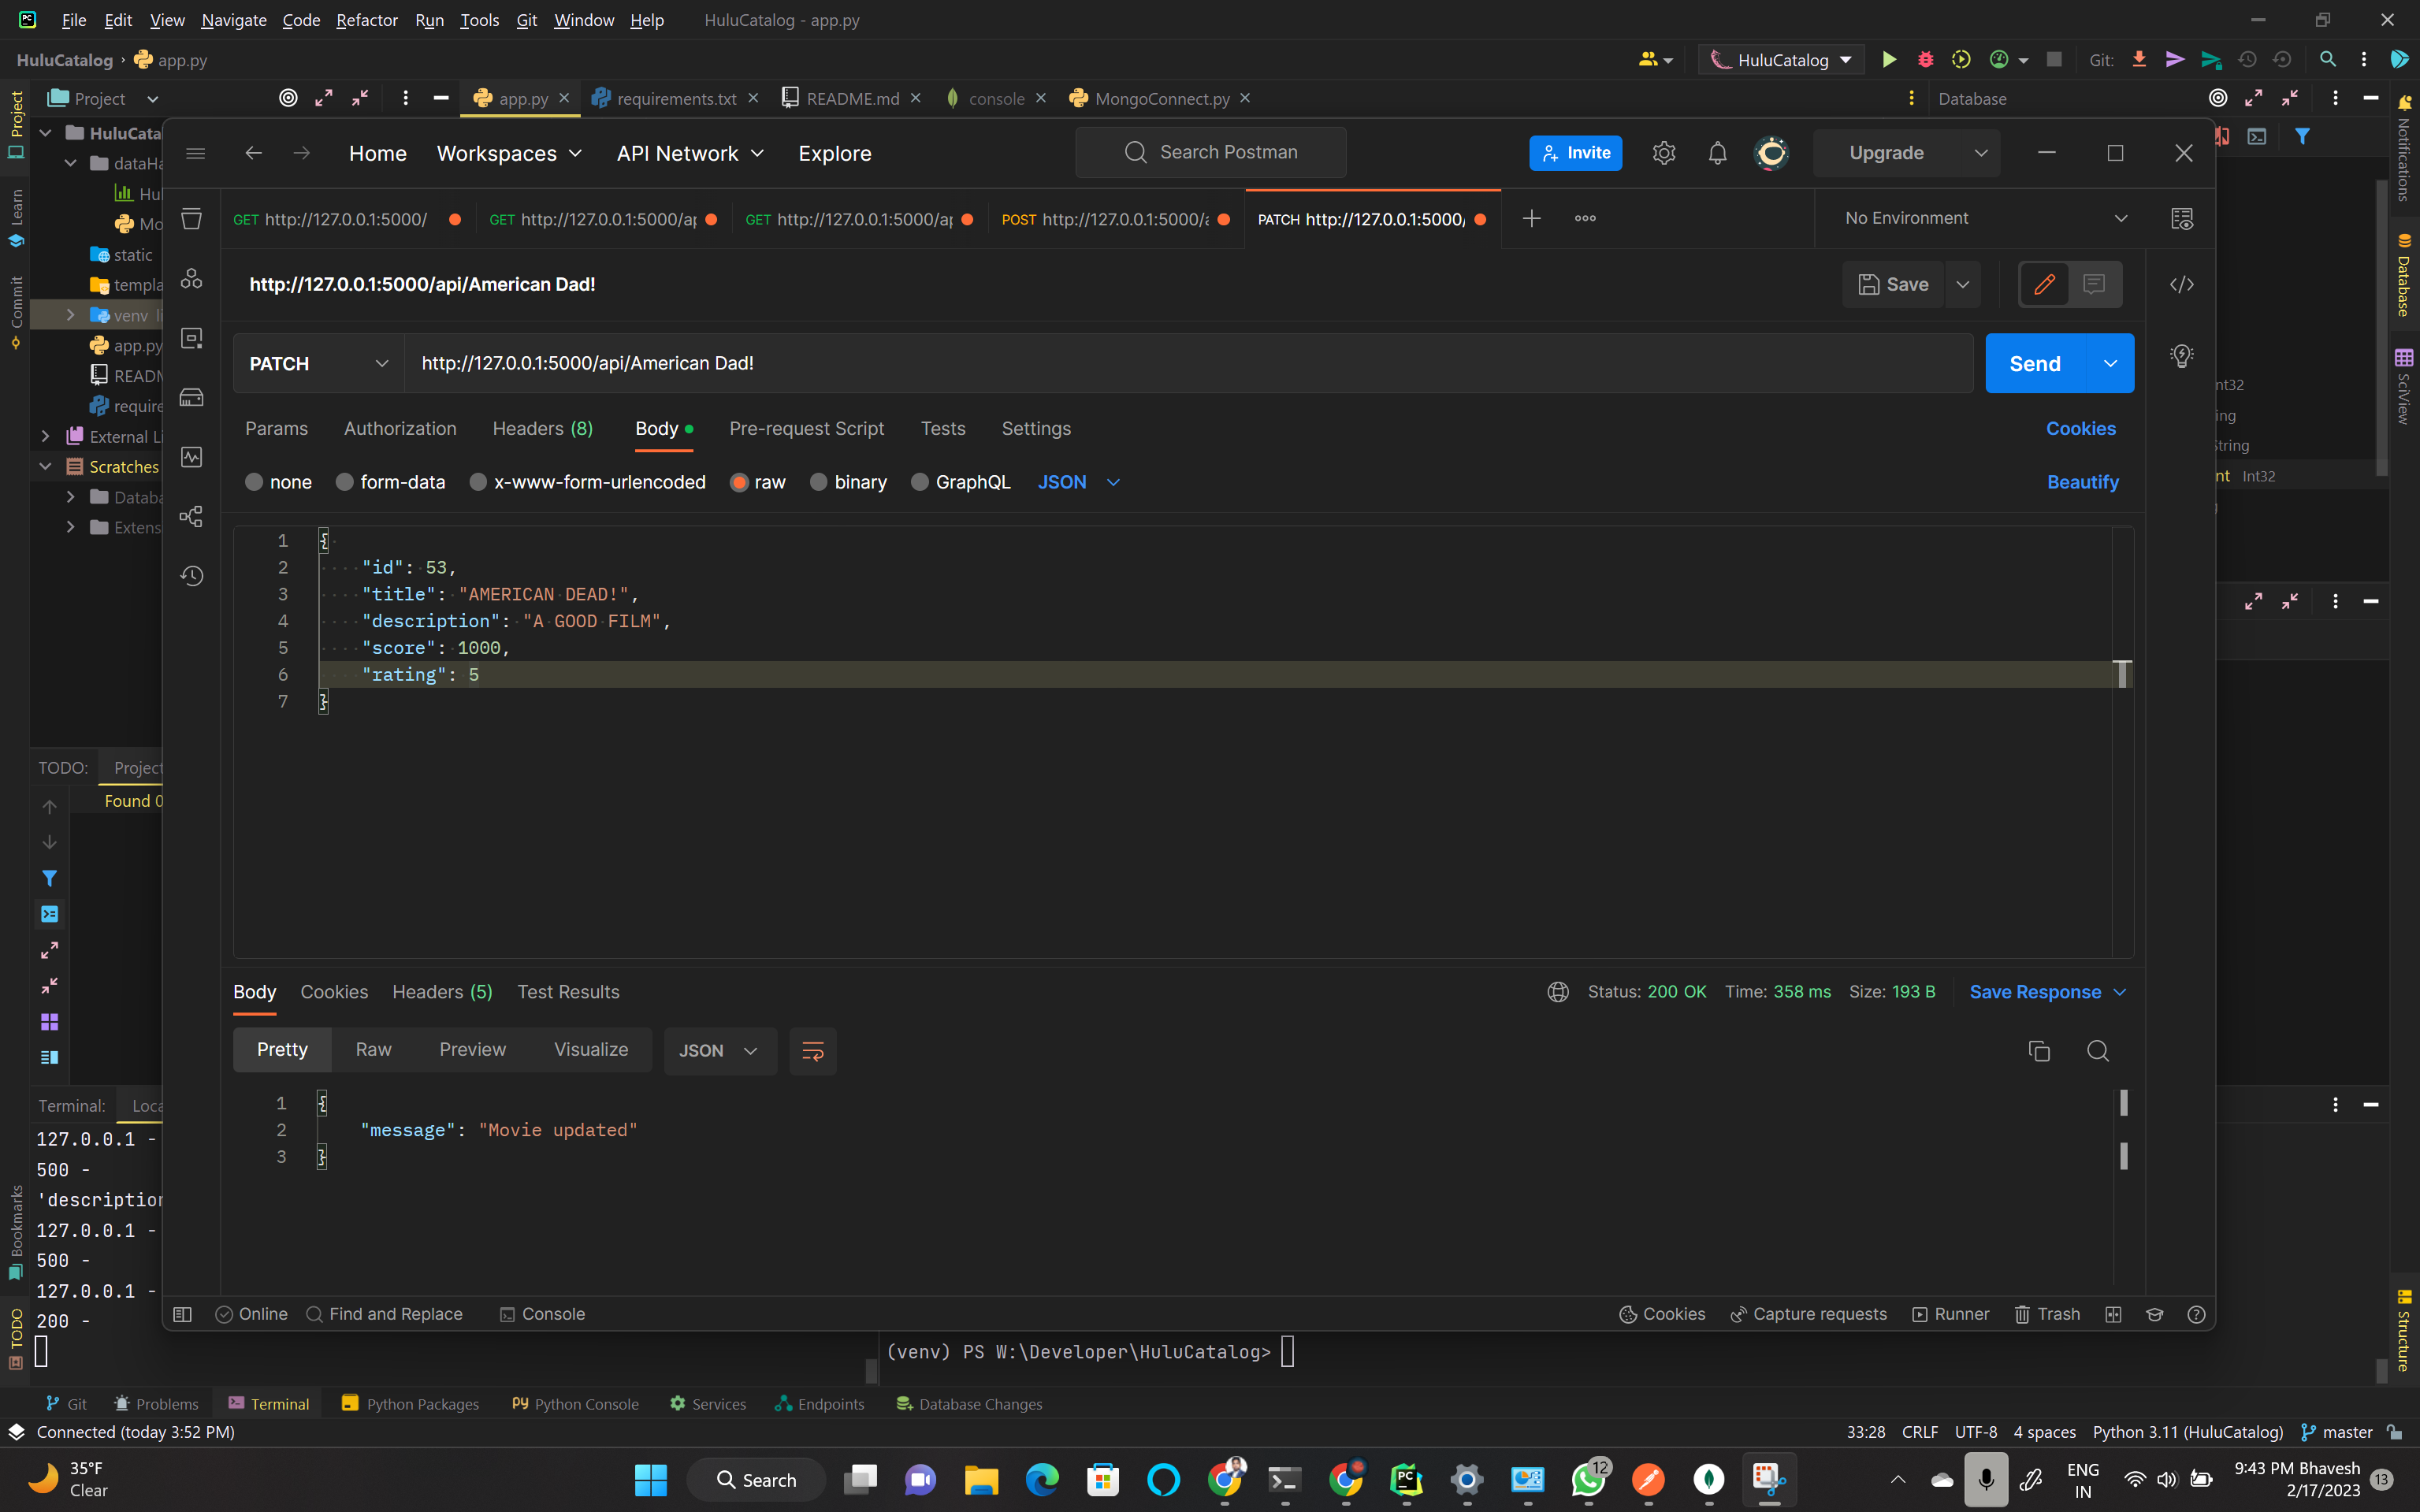 File Edit View Navigate Code Refactor Run Tools Git Window Help HuluCatalog - app.py
HuluCatalog › app.py HuluCatalog Git:
Project app.py requirements.txt README.md console MongoConnect.py Database
HuluCata
dataHa
Hu
Mo
static
templa
venv li
app.py
READM
require
External Li
Scratches
Databa
Extens
Project
Learn
Commit
Bookmarks
TODO
Home Workspaces API Network Explore Search Postman Invite Upgrade
GET http://127.0.0.1:5000/ GET http://127.0.0.1:5000/ap GET http://127.0.0.1:5000/ap POST http://127.0.0.1:5000/a PATCH http://127.0.0.1:5000/ No Environment
http://127.0.0.1:5000/api/American Dad! Save
PATCH http://127.0.0.1:5000/api/American Dad! Send
Params Authorization Headers (8) Body Pre-request Script Tests Settings Cookies
none form-data x-www-form-urlencoded raw binary GraphQL JSON Beautify
1 {
2 "id": 53,
3 "title": "AMERICAN DEAD!",
4 "description": "A GOOD FILM",
5 "score": 1000,
6 "rating": 5
7 }
Body Cookies Headers (5) Test Results Status: 200 OK Time: 358 ms Size: 193 B Save Response
Pretty Raw Preview Visualize JSON
1 {
2 "message": "Movie updated"
3 }
Online Find and Replace Console Cookies Capture requests Runner Trash
nt32
ing
String
nt Int32
Notifications
Database
SciView
Structure
TODO: Project
Found 0
Terminal: Loca
127.0.0.1 -
500 -
'description
127.0.0.1 -
500 -
127.0.0.1 -
200 -
(venv) PS W:\Developer\HuluCatalog>
Git Problems Terminal Python Packages Python Console Services Endpoints Database Changes
Connected (today 3:52 PM) 33:28 CRLF UTF-8 4 spaces Python 3.11 (HuluCatalog) master
35°F
Clear
Search
12
ENG
IN
9:43 PM Bhavesh
2/17/2023
13